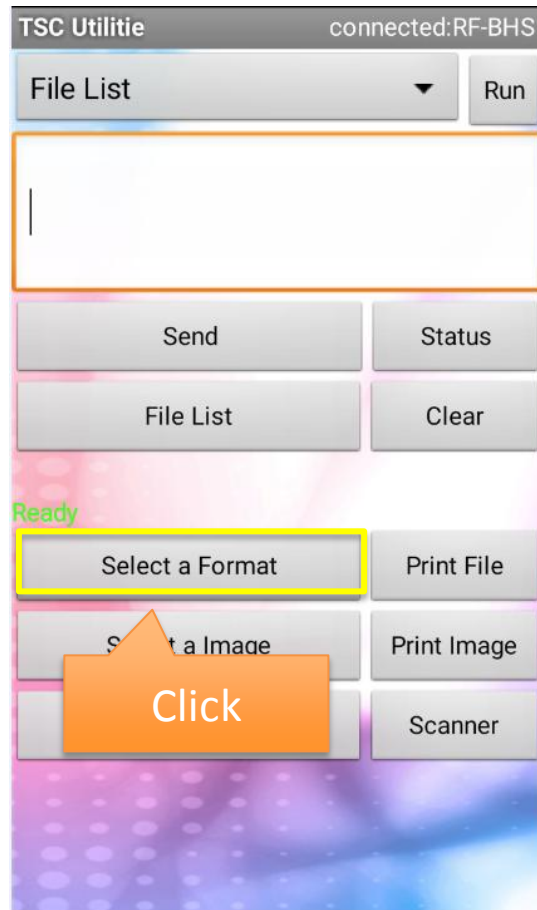 TSC Utilitie connected:RF-BHS
File List Run
Send Status
File List Clear
Ready
Select a Format Print File
t a Image Print Image
Click
Scanner